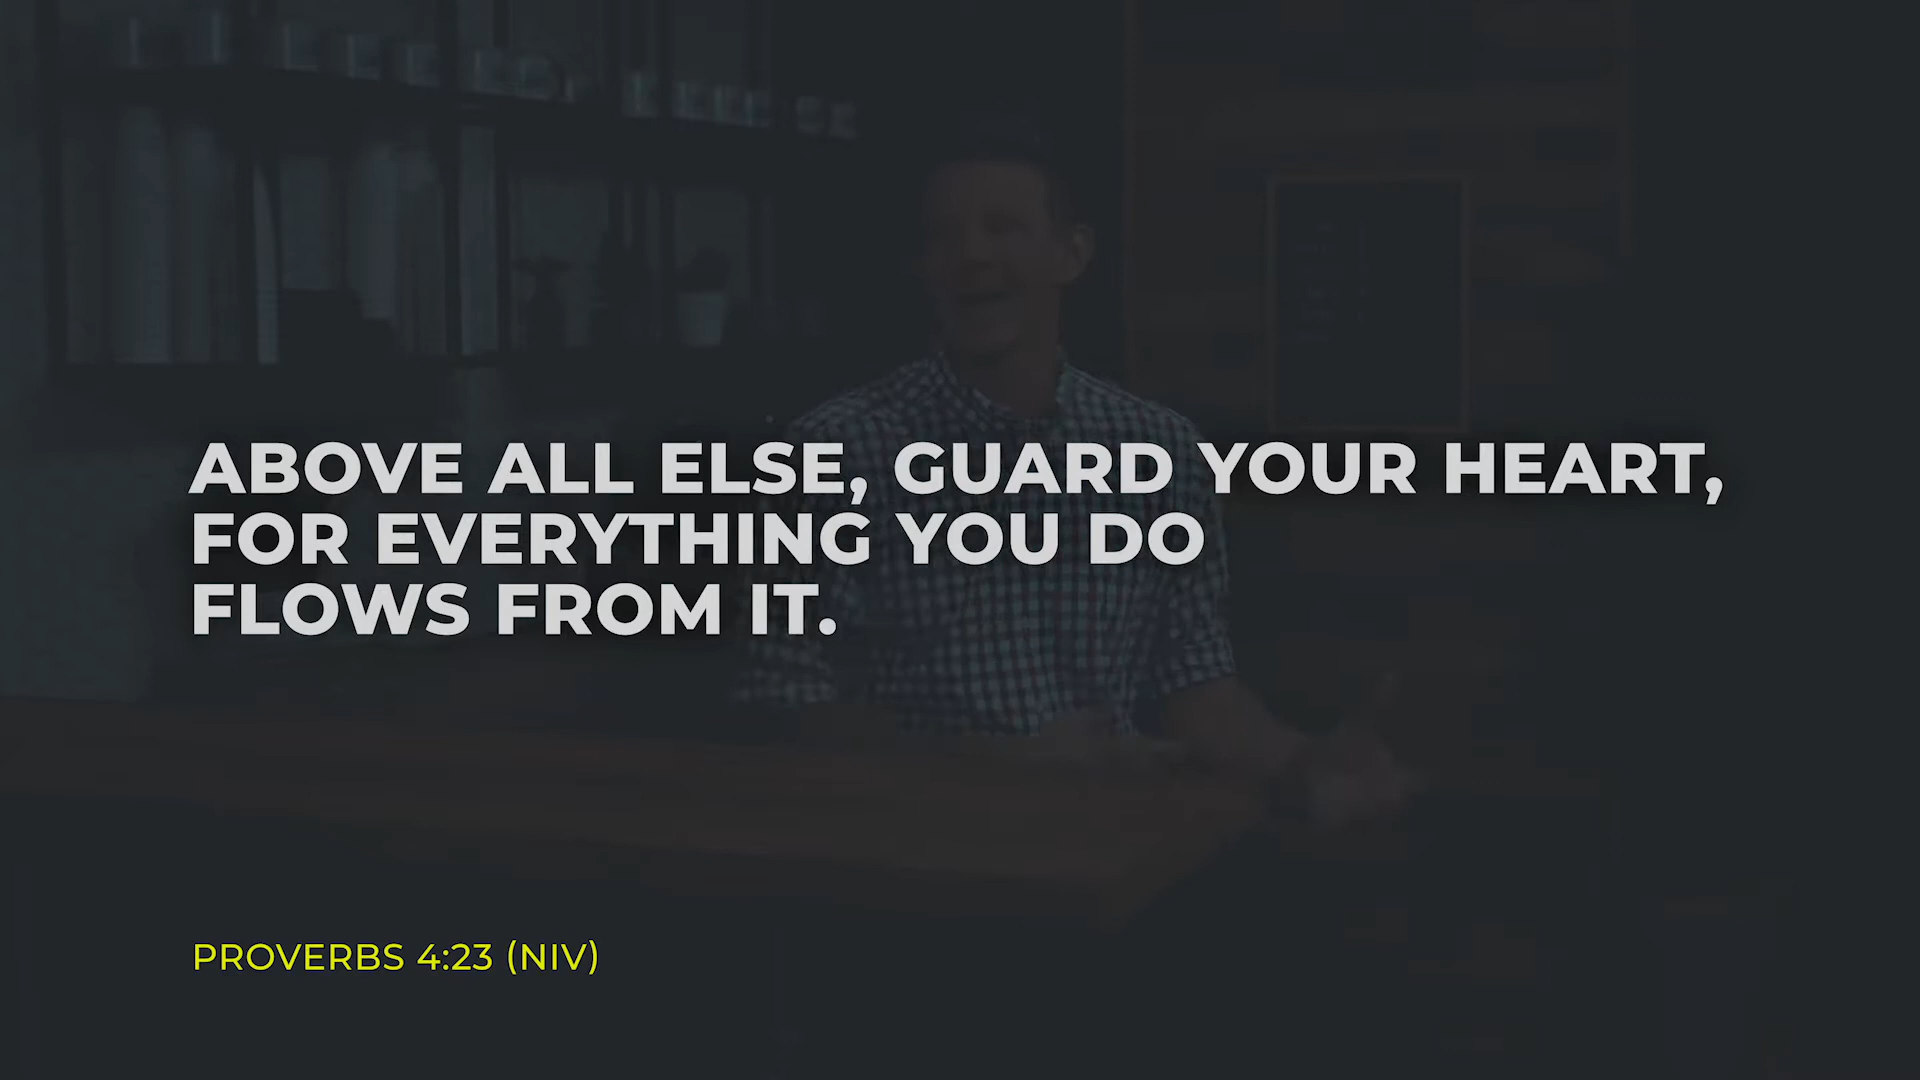 ABOVE ALL ELSE, GUARD YOUR HEART,
FOR EVERYTHING YOU DO
FLOWS FROM IT.
PROVERBS 4:23 (NIV)